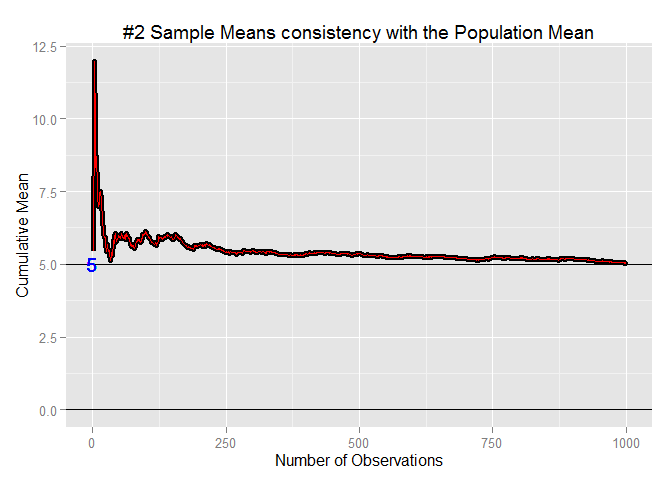 #2 Sample Means consistency with the Population Mean
12.5
10.0
7.5
5.0
2.5
0.0
5
Cumulative Mean
0 250 500 750 1000
Number of Observations